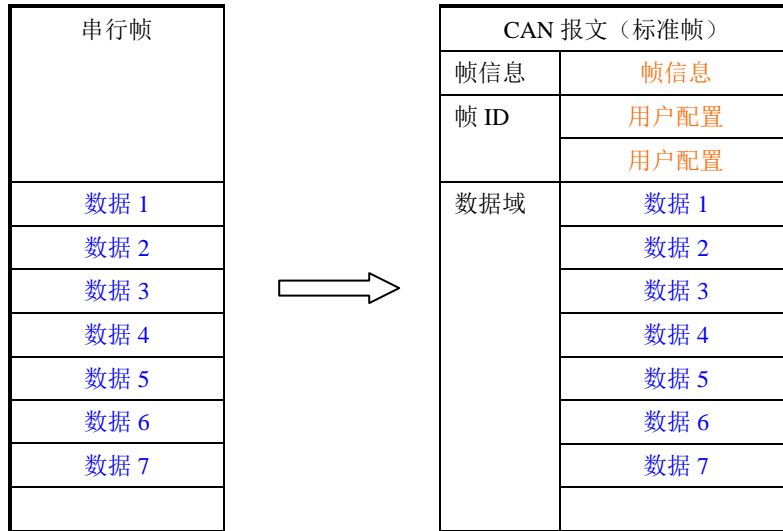 串行帧
CAN 报文（标准帧）
帧信息 帧信息
帧 ID 用户配置
用户配置
数据 1 数据域 数据 1
数据 2 数据 2
数据 3 数据 3
数据 4 数据 4
数据 5 数据 5
数据 6 数据 6
数据 7 数据 7